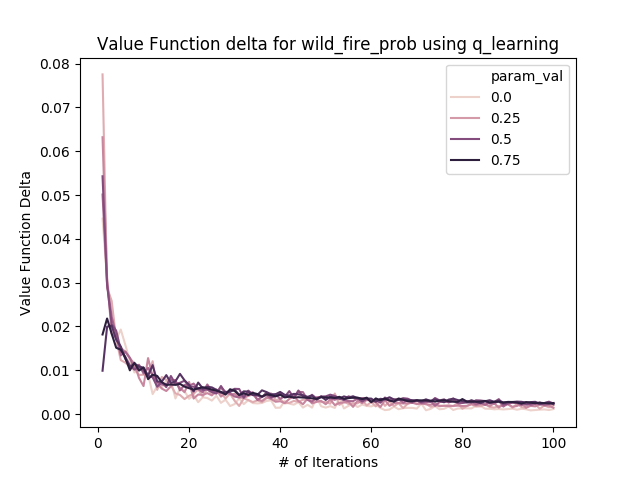 Value Function delta for wild_fire_prob using q_learning
param_val
0.0
0.25
0.5
0.75
Value Function Delta
0.08
0.07
0.06
0.05
0.04
0.03
0.02
0.01
0.00
0 20 40 60 80 100
# of Iterations